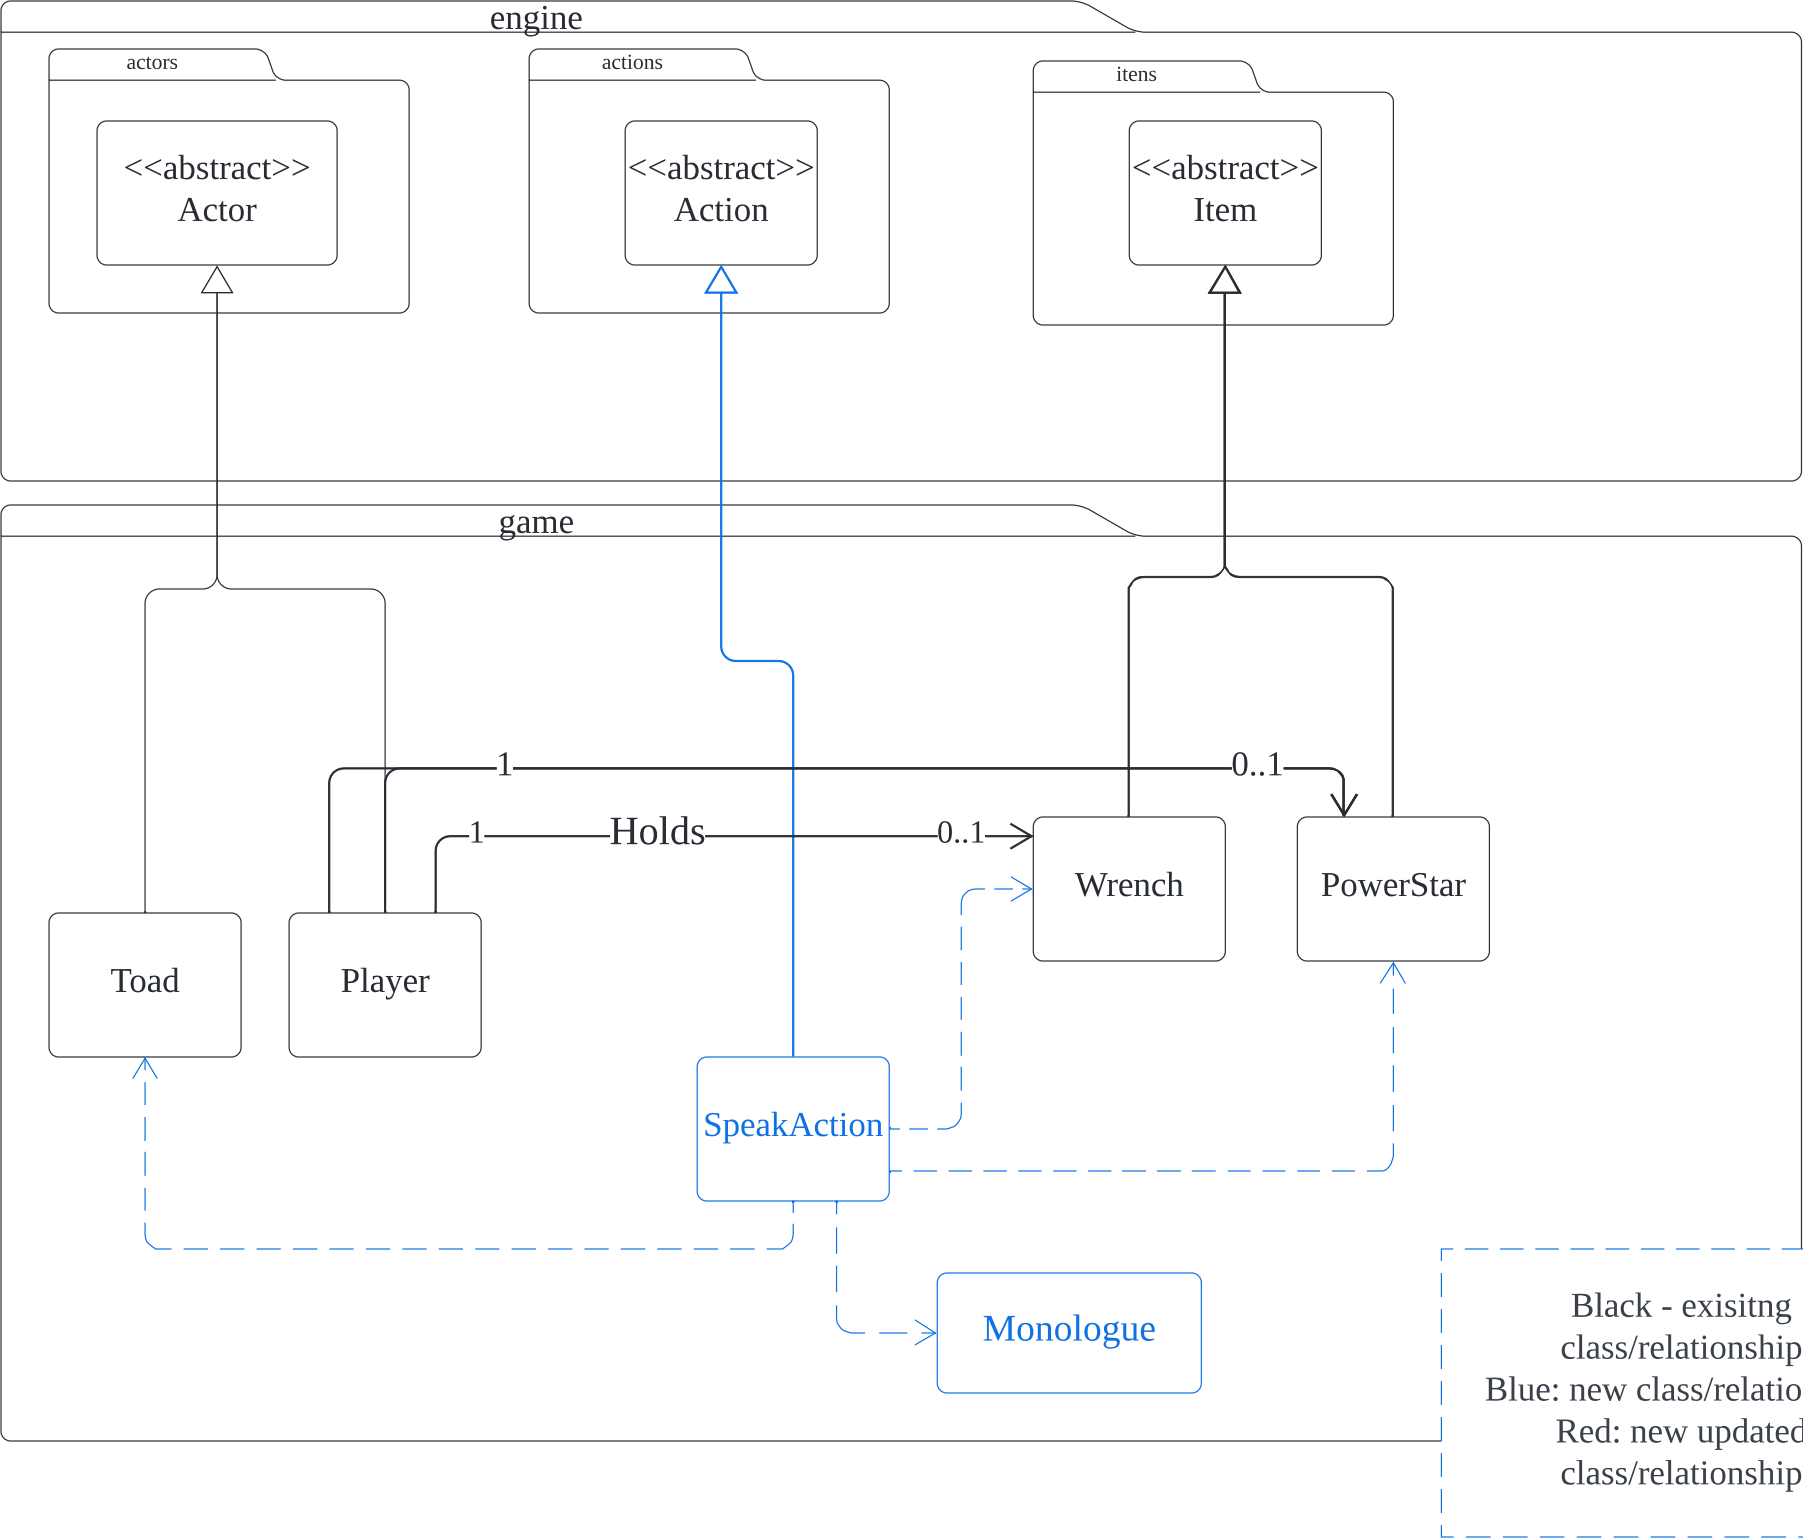 engine
actors
actions
itens
<<abstract>>
Actor
<<abstract>>
Action
<<abstract>>
Item
game
1
0..1
1
Holds
0..1
Wrench
PowerStar
Toad
Player
SpeakAction
Monologue
Black - exisitng
class/relationship
Blue: new class/relatio
Red: new updated
class/relationship